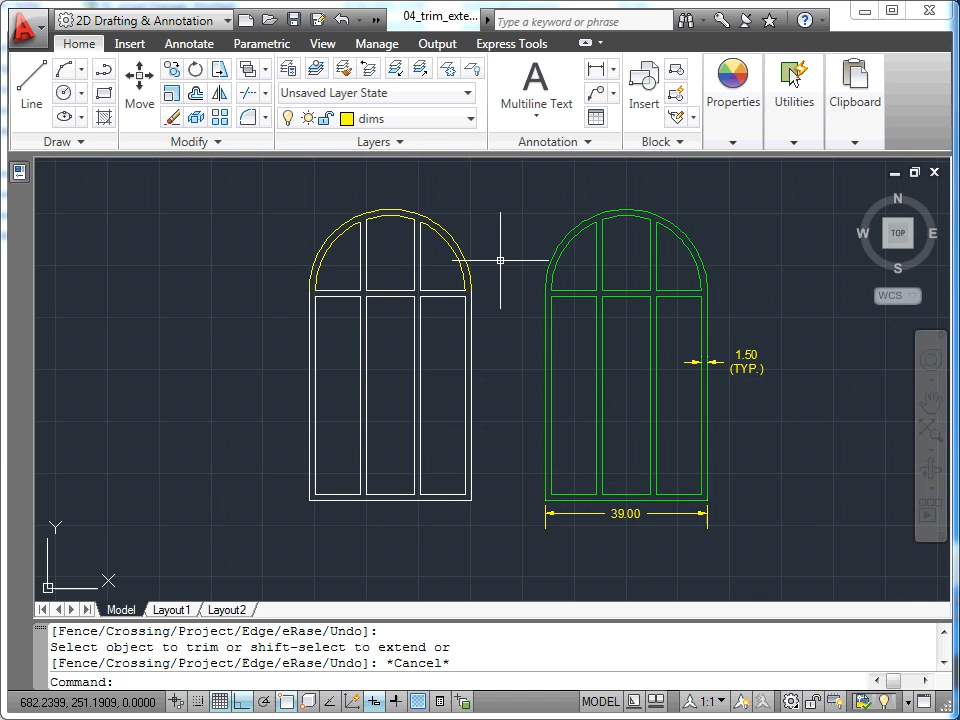 2D Drafting & Annotation
04_trim_exte...
Type a keyword or phrase
Home Insert Annotate Parametric View Manage Output Express Tools
Line
Move
Unsaved Layer State
dims
Multiline Text
Insert
Properties
Utilities
Clipboard
Draw
Modify
Layers
Annotation
Block
N
W TOP E
S
WCS
1.50
(TYP.)
39.00
Y
X
Model Layout1 Layout2
[Fence/Crossing/Project/Edge/eRase/Undo]:
Select object to trim or shift-select to extend or
[Fence/Crossing/Project/Edge/eRase/Undo]: *Cancel*
Command:
682.2399, 251.1909, 0.0000
MODEL
1:1